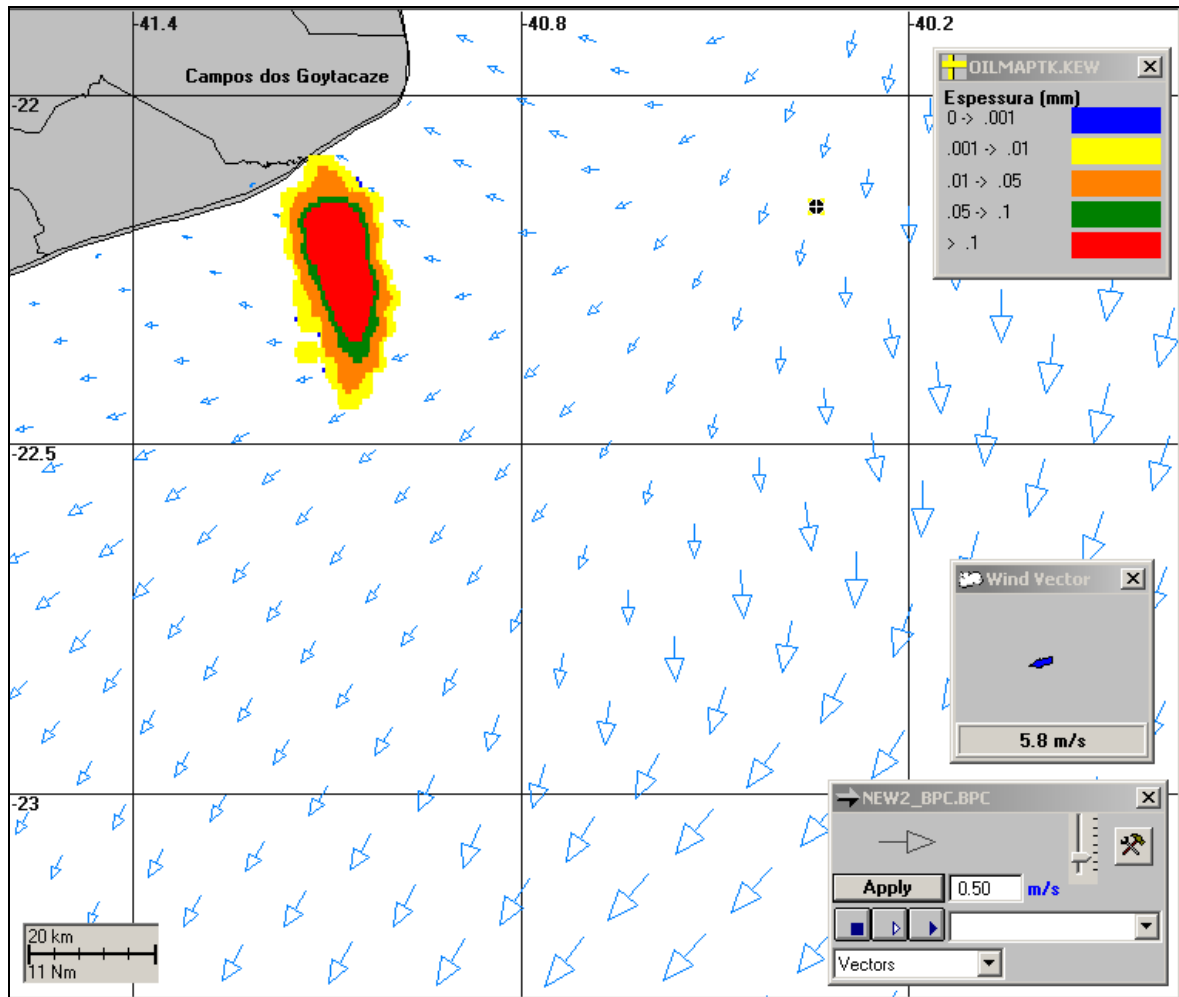 -41.4
-40.8
-40.2
Campos dos Goytacaze
-22
-22.5
-23
OILMAPTK.KEW
Espessura (mm)
0 -> .001
.001 -> .01
.01 -> .05
.05 -> .1
> .1
Wind Vector
5.8 m/s
NEW2_BPC.BPC
Apply
0.50
m/s
Vectors
20 km
11 Nm